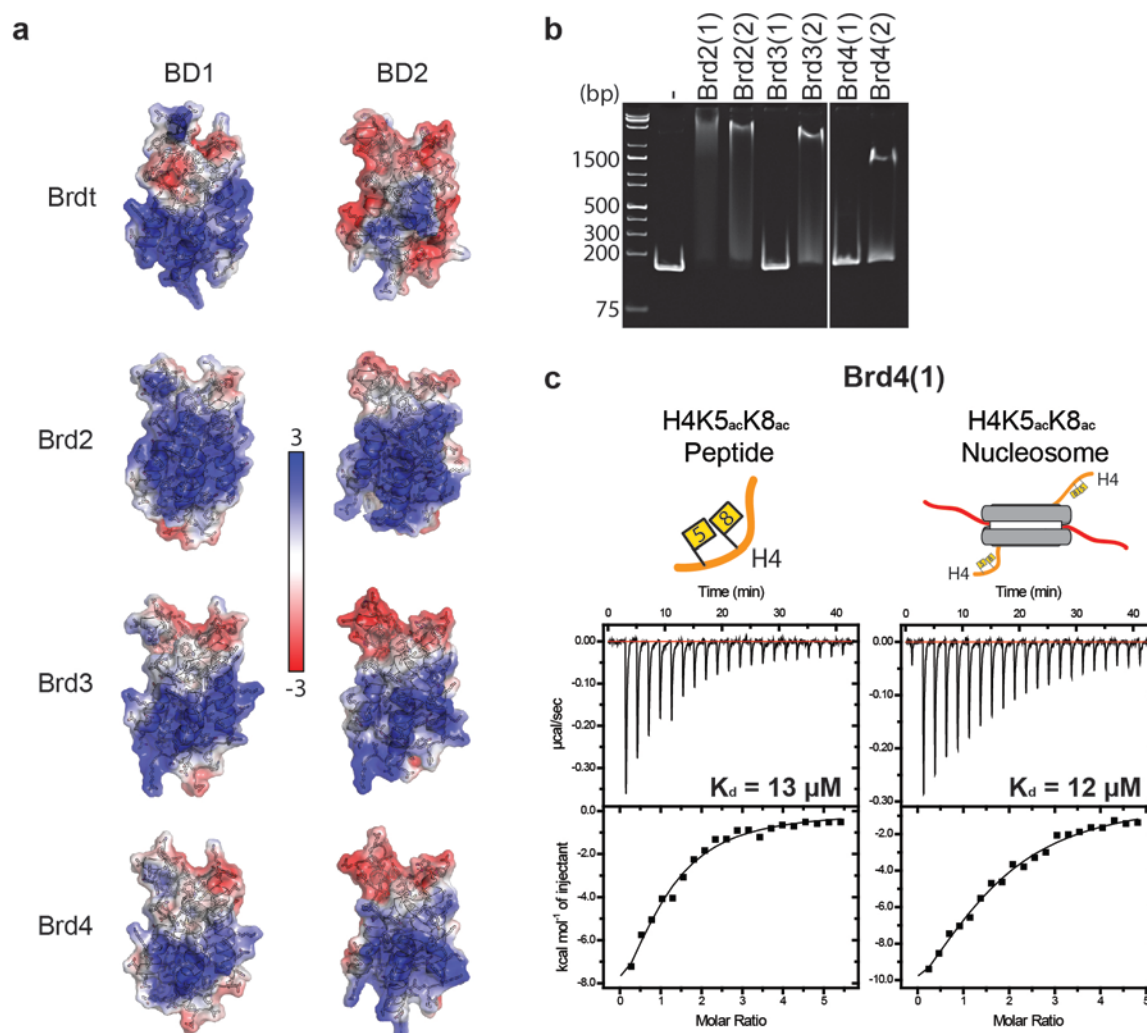 a
BD1 BD2
Brdt
Brd2
3
-3
Brd3
Brd4
b
(bp)
- Brd2(1) Brd2(2) Brd3(1) Brd3(2) Brd4(1) Brd4(2)
1500
500
300
200
75
c
Brd4(1)
H4K5acK8ac
Peptide
5 8
H4
H4K5acK8ac
Nucleosome
H4
H4
Time (min)
0 10 20 30 40
0.00
-0.10
-0.20
-0.30
µcal/sec
Kd = 13 µM
0.0
-2.0
-4.0
-6.0
-8.0
kcal mol-1 of injectant
0 1 2 3 4 5
Molar Ratio
Time (min)
0 10 20 30 40
0.00
-0.10
-0.20
-0.30
Kd = 12 µM
-2.0
-4.0
-6.0
-8.0
-10.0
0 1 2 3 4 5
Molar Ratio